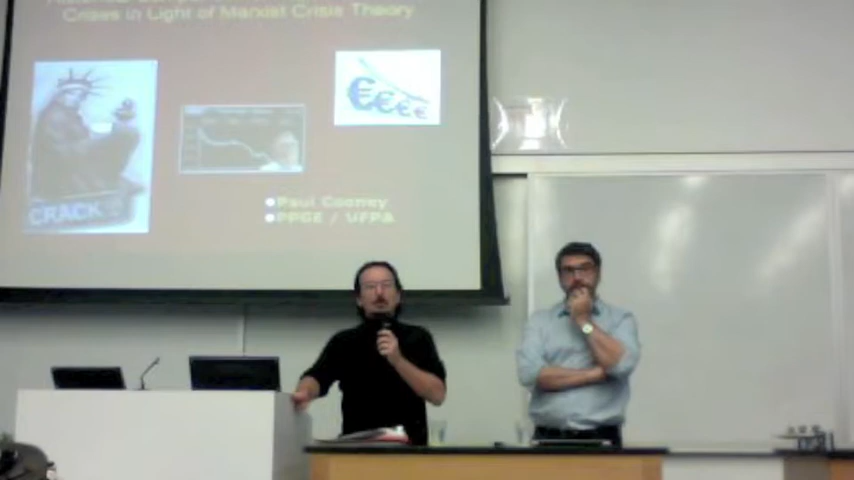 Crises in Light of Marxist Crisis Theory
€€€€
CRACK
Paul Cooney
PPGE / UFPA